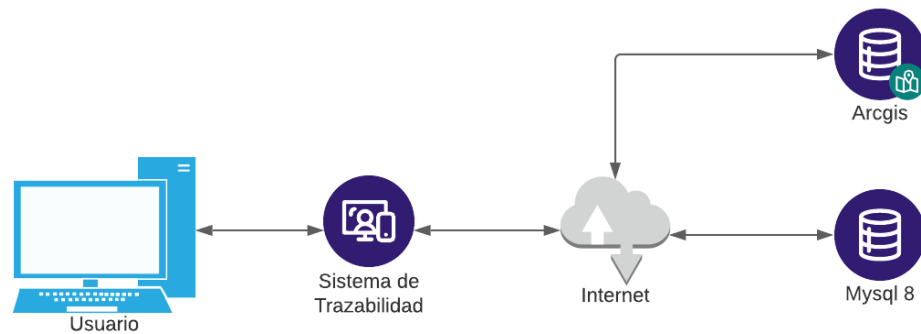 Arcgis
Sistema de
Trazabilidad
Internet
Mysql 8
Usuario